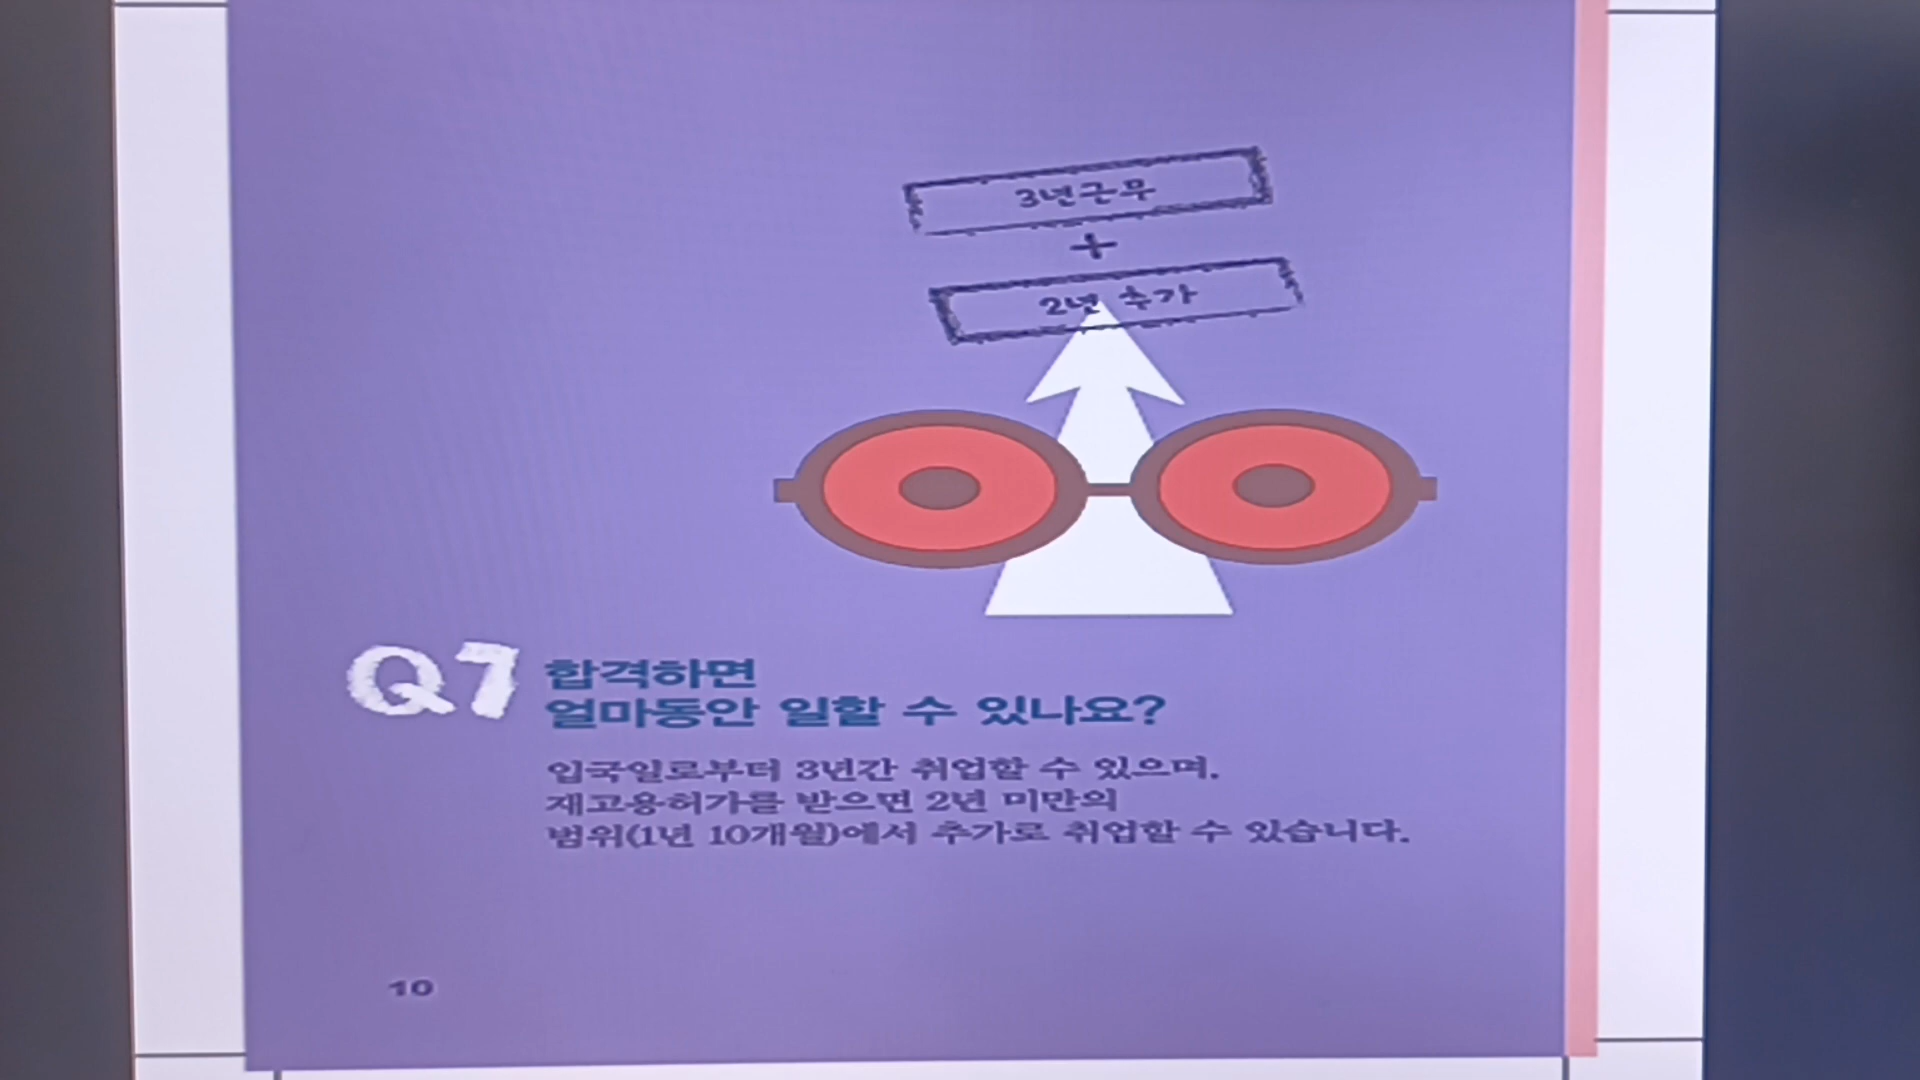 3년근무
+
2년 추가
Q7 합격하면
얼마동안 일할 수 있나요?
입국일로부터 3년간 취업할 수 있으며,
재고용허가를 받으면 2년 미만의
범위(1년 10개월)에서 추가로 취업할 수 있습니다.
10